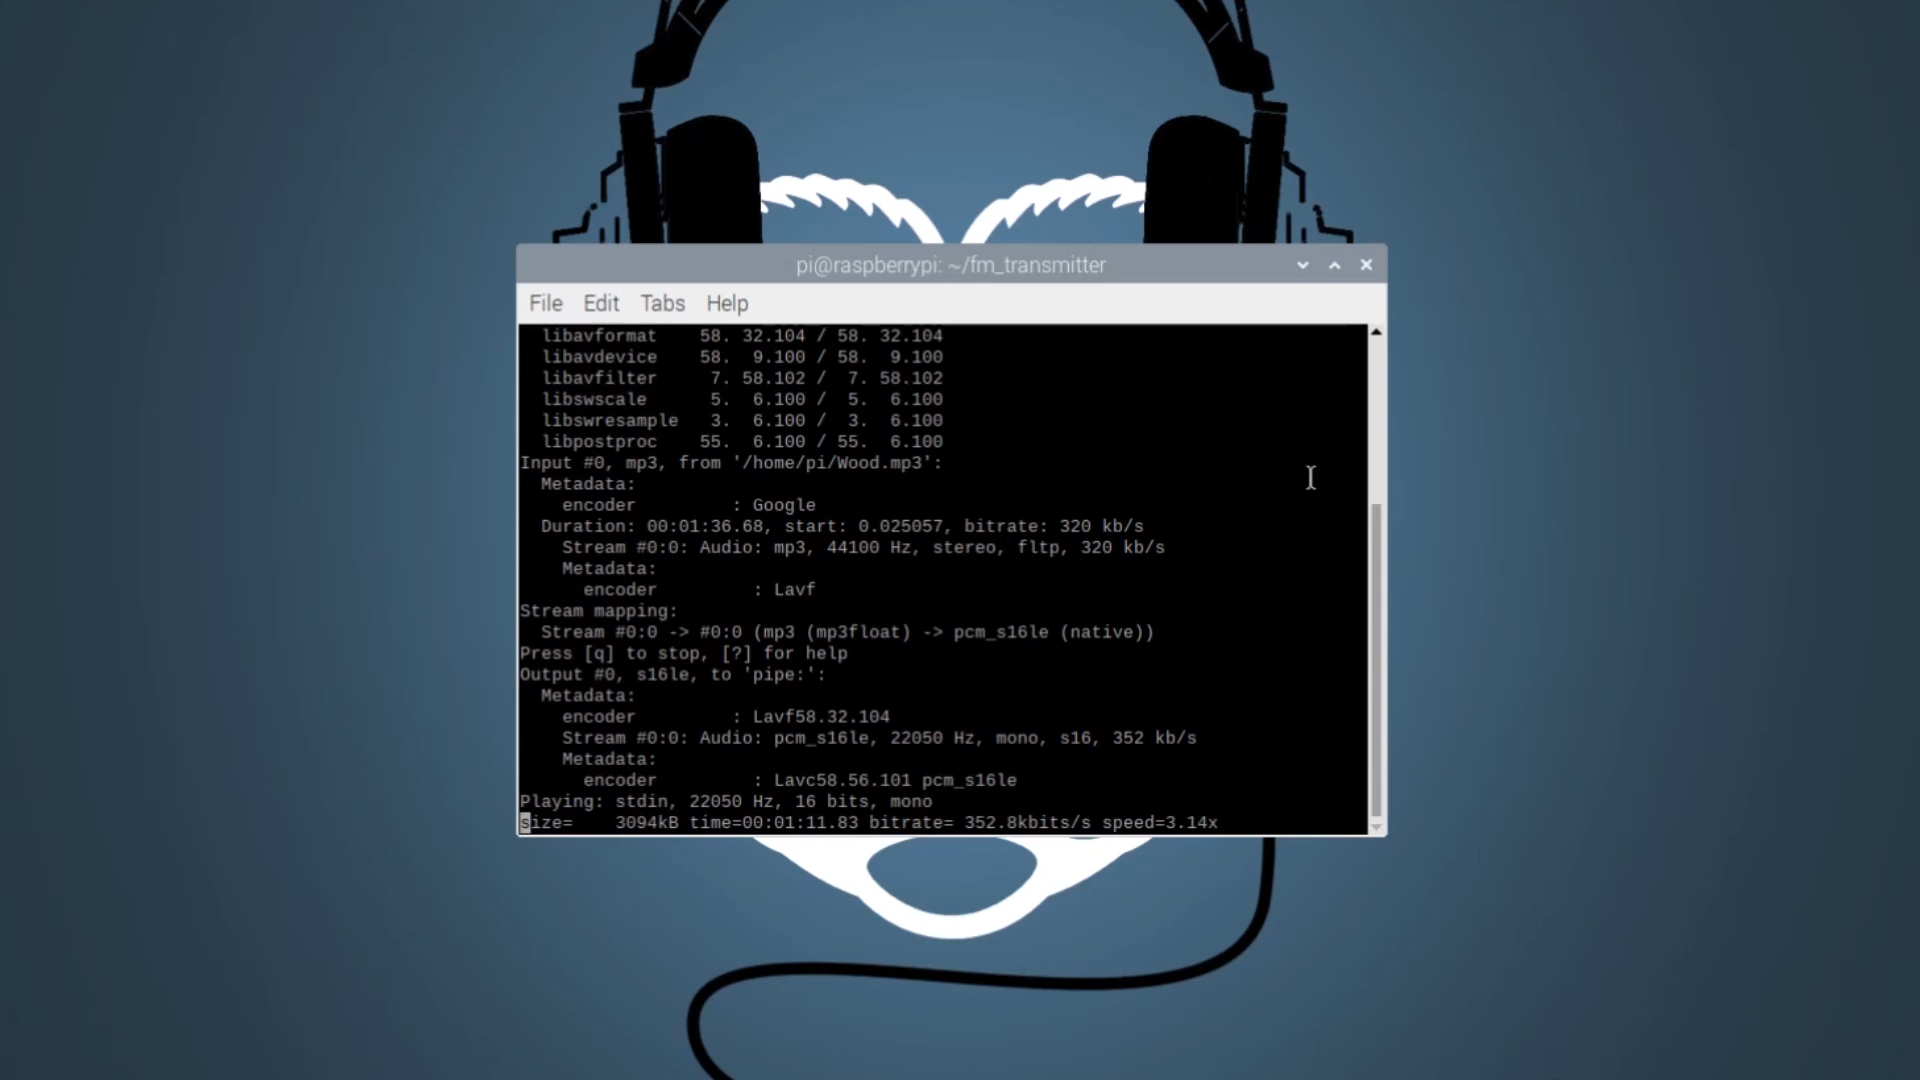 pi@raspberrypi: ~/fm_transmitter
File Edit Tabs Help
libavformat 58. 32.104 / 58. 32.104
libavdevice 58. 9.100 / 58. 9.100
libavfilter 7. 58.102 / 7. 58.102
libswscale 5. 6.100 / 5. 6.100
libswresample 3. 6.100 / 3. 6.100
libpostproc 55. 6.100 / 55. 6.100
Input #0, mp3, from '/home/pi/Wood.mp3':
Metadata:
encoder : Google
Duration: 00:01:36.68, start: 0.025057, bitrate: 320 kb/s
Stream #0:0: Audio: mp3, 44100 Hz, stereo, fltp, 320 kb/s
Metadata:
encoder : Lavf
Stream mapping:
Stream #0:0 -> #0:0 (mp3 (mp3float) -> pcm_s16le (native))
Press [q] to stop, [?] for help
Output #0, s16le, to 'pipe:':
Metadata:
encoder : Lavf58.32.104
Stream #0:0: Audio: pcm_s16le, 22050 Hz, mono, s16, 352 kb/s
Metadata:
encoder : Lavc58.56.101 pcm_s16le
Playing: stdin, 22050 Hz, 16 bits, mono
size= 3094kB time=00:01:11.83 bitrate= 352.8kbits/s speed=3.14x